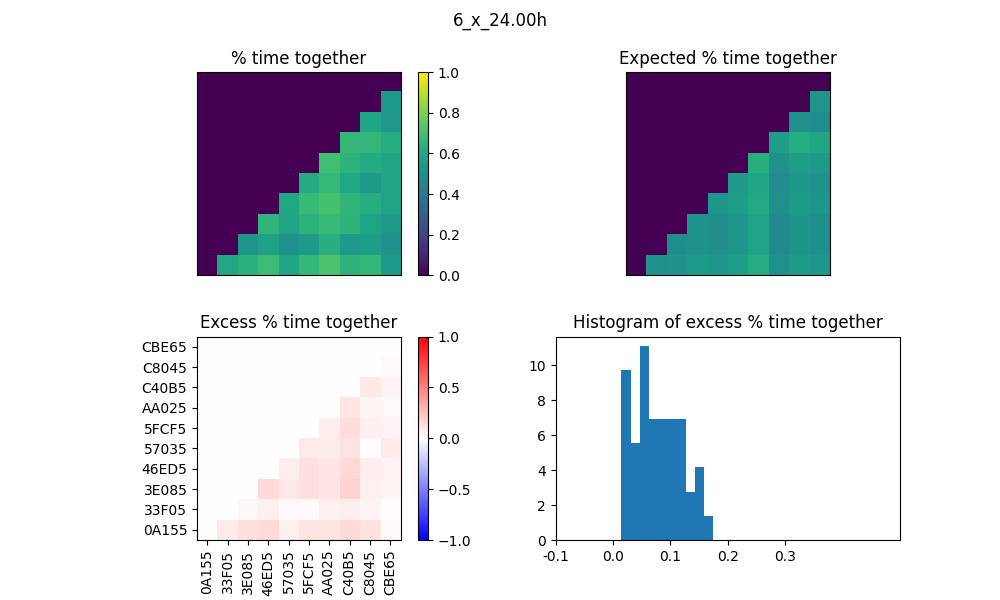 6_x_24.00h
% time together
Expected % time together
1.0
0.8
0.6
0.4
0.2
0.0
Excess % time together
Histogram of excess % time together
CBE65
C8045
C40B5
AA025
5FCF5
57035
46ED5
3E085
33F05
0A155
0A155
33F05
3E085
46ED5
57035
5FCF5
AA025
C40B5
C8045
CBE65
1.0
0.5
0.0
−0.5
−1.0
10
8
6
4
2
0
-0.1
0.0
0.1
0.2
0.3